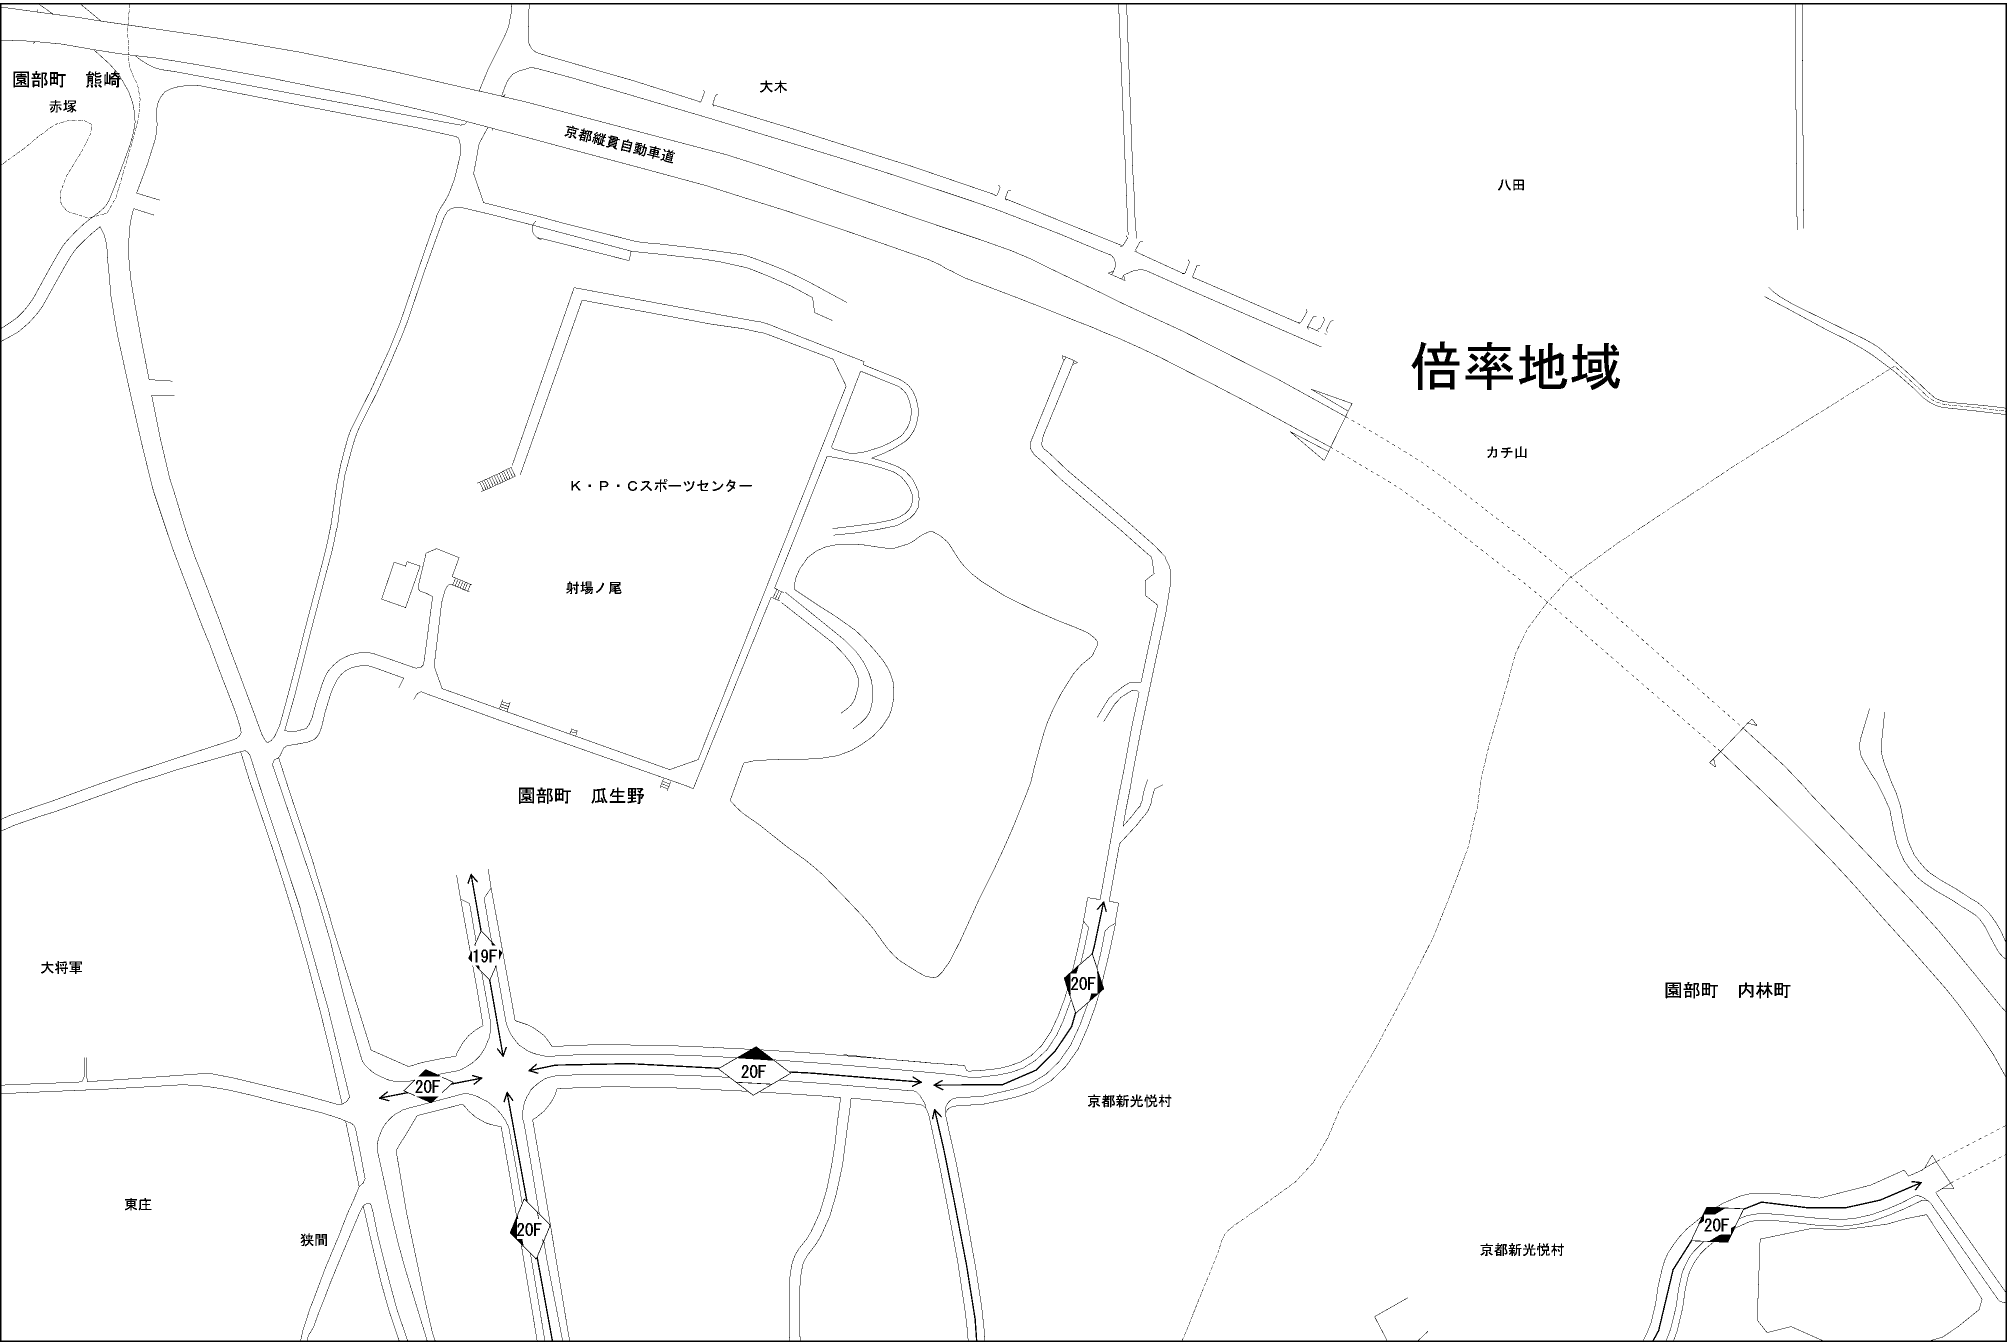 園部町　熊崎
赤塚
大木
京都縦貫自動車道
八田
倍率地域
カチ山
K・P・Cスポーツセンター
射場ノ尾
園部町　瓜生野
19F
大将軍
20F
園部町　内林町
20F
20F
京都新光悦村
東庄
狭間
20F
20F
京都新光悦村